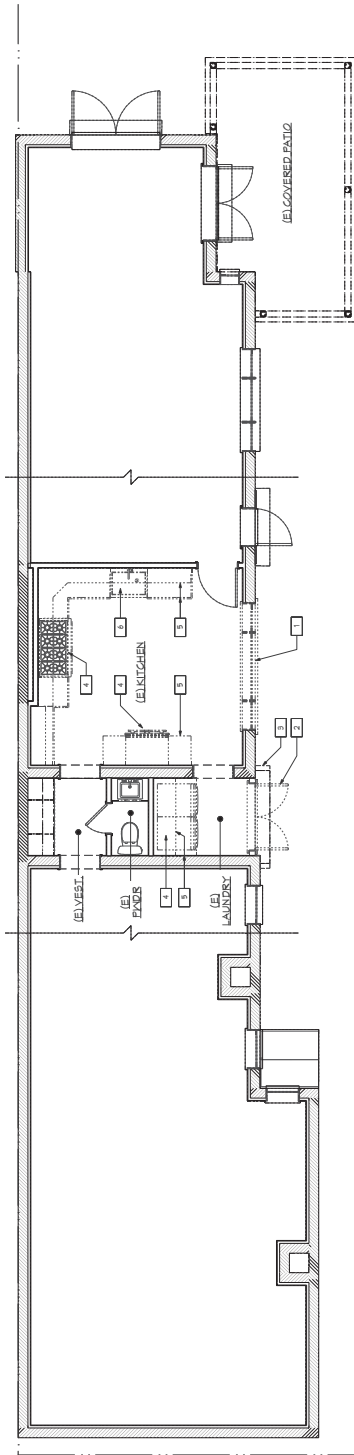 (E) COVERED PATIO
6
5
4
(E) KITCHEN
4
5
1
3
2
(E) VEST.
(E)
PWDR
4
5
(E)
LAUNDRY